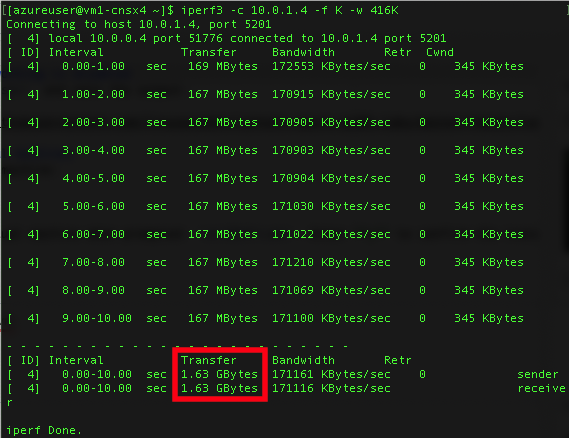 [[azureuser@vm1-cnsx4 ~]$ iperf3 -c 10.0.1.4 -f K -w 416K ]
Connecting to host 10.0.1.4, port 5201
[  4] local 10.0.0.4 port 51776 connected to 10.0.1.4 port 5201
[ ID] Interval Transfer Bandwidth Retr Cwnd
[  4] 0.00-1.00 sec 169 MBytes 172553 KBytes/sec 0 345 KBytes
[  4] 1.00-2.00 sec 167 MBytes 170915 KBytes/sec 0 345 KBytes
[  4] 2.00-3.00 sec 167 MBytes 170905 KBytes/sec 0 345 KBytes
[  4] 3.00-4.00 sec 167 MBytes 170903 KBytes/sec 0 345 KBytes
[  4] 4.00-5.00 sec 167 MBytes 170904 KBytes/sec 0 345 KBytes
[  4] 5.00-6.00 sec 167 MBytes 171030 KBytes/sec 0 345 KBytes
[  4] 6.00-7.00 sec 167 MBytes 171022 KBytes/sec 0 345 KBytes
[  4] 7.00-8.00 sec 167 MBytes 171210 KBytes/sec 0 345 KBytes
[  4] 8.00-9.00 sec 167 MBytes 171069 KBytes/sec 0 345 KBytes
[  4] 9.00-10.00 sec 167 MBytes 171100 KBytes/sec 0 345 KBytes
- - - - - - - - - - - - - - - - - - - - - - - - -
[ ID] Interval Transfer Bandwidth Retr
[  4] 0.00-10.00 sec 1.63 GBytes 171161 KBytes/sec 0 sender
[  4] 0.00-10.00 sec 1.63 GBytes 171116 KBytes/sec receive
r
iperf Done.